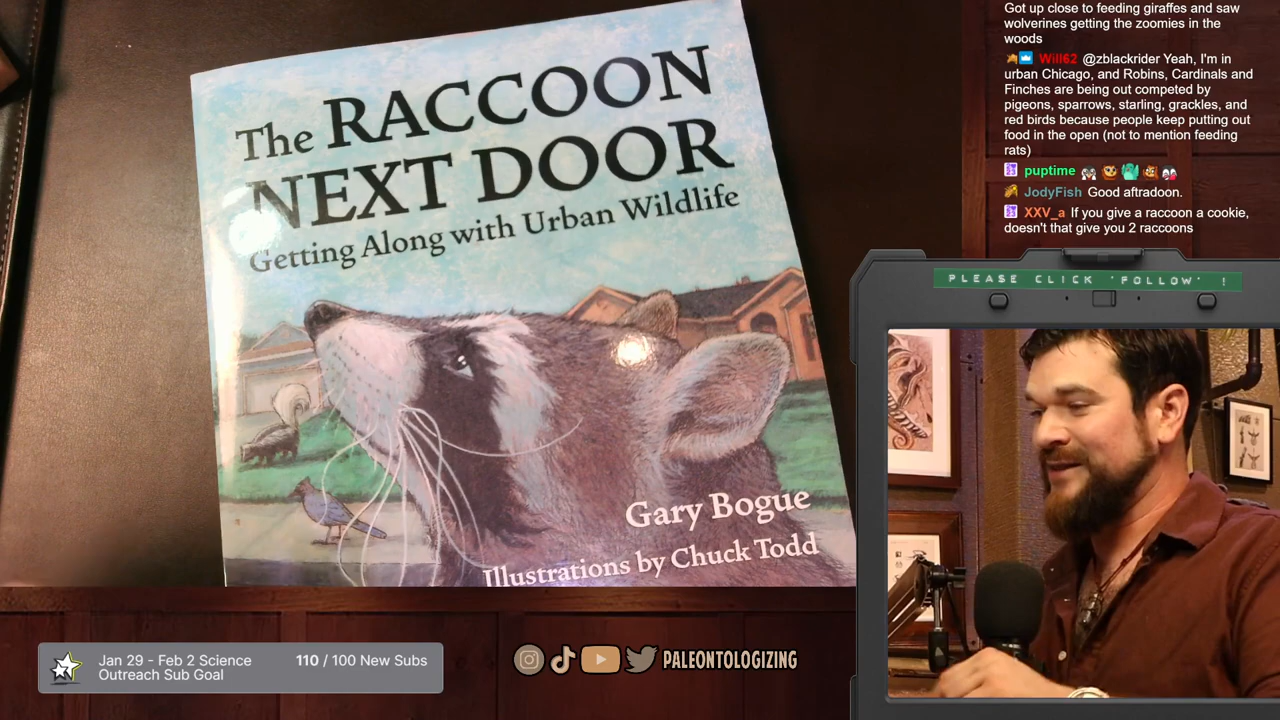 The RACCOON
NEXT DOOR
Getting Along with Urban Wildlife
Gary Bogue
Illustrations by Chuck Todd
Got up close to feeding giraffes and saw
wolverines getting the zoomies in the
woods
Will62 @zblackrider Yeah, I'm in
urban Chicago, and Robins, Cardinals and
Finches are being out competed by
pigeons, sparrows, starling, grackles, and
red birds because people keep putting out
food in the open (not to mention feeding
rats)
puptime
JodyFish Good aftradoon.
XXV_a If you give a raccoon a cookie,
doesn't that give you 2 raccoons
PLEASE CLICK "FOLLOW" !
Jan 29 - Feb 2 Science
Outreach Sub Goal
110 / 100 New Subs
PALEONTOLOGIZING